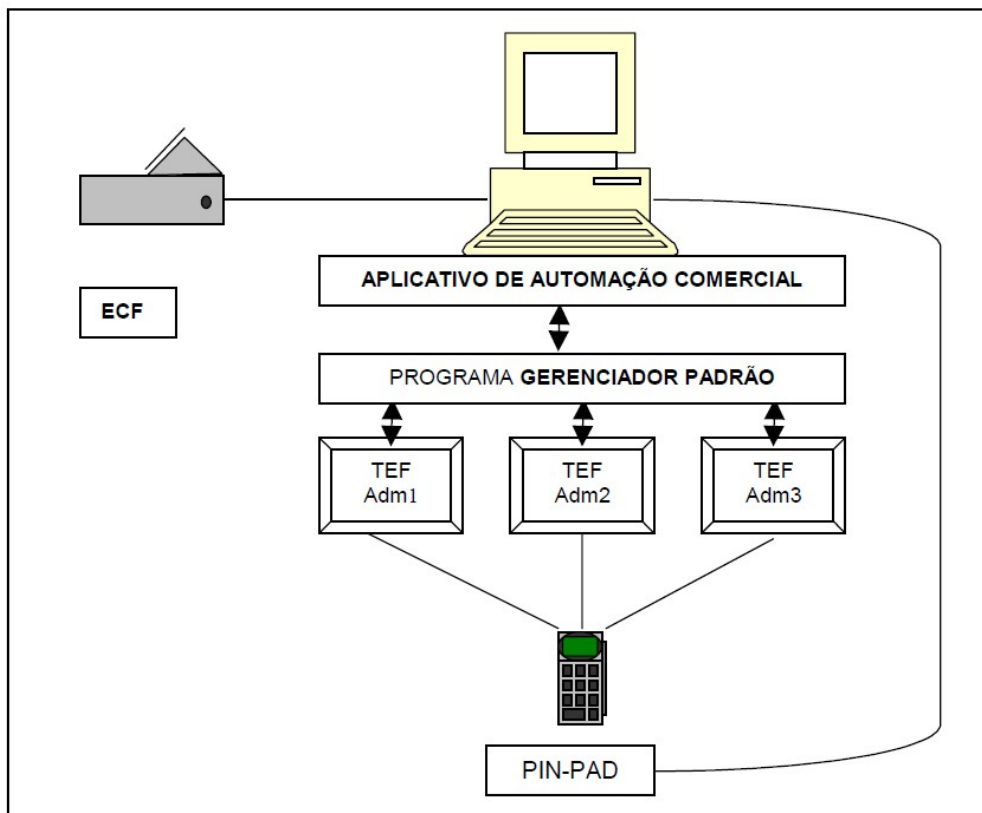 ECF
APLICATIVO DE AUTOMAÇÃO COMERCIAL
PROGRAMA GERENCIADOR PADRÃO
TEF
Adm1
TEF
Adm2
TEF
Adm3
PIN-PAD